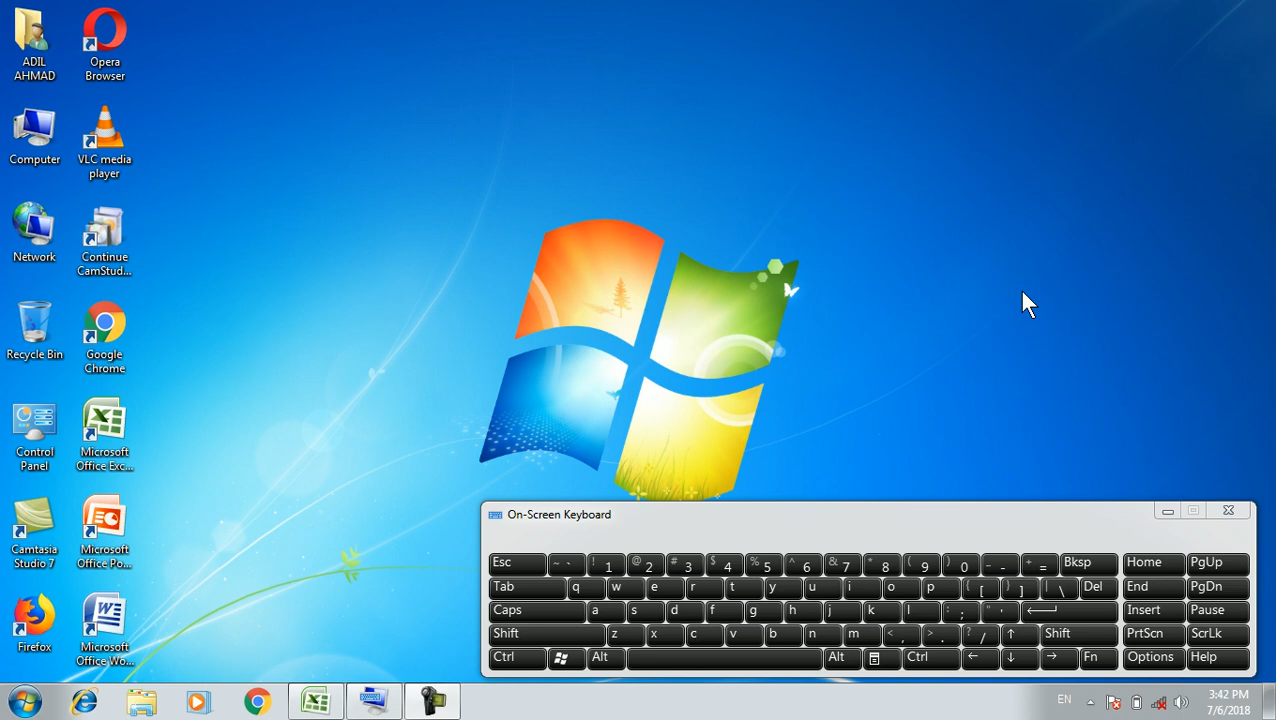 ADIL
AHMAD
Opera
Browser
Computer
VLC media
player
Network
Continue
CamStud...
Recycle Bin
Google
Chrome
Control
Panel
Microsoft
Office Exc...
Camtasia
Studio 7
Microsoft
Office Po...
Firefox
Microsoft
Office Wo...
On-Screen Keyboard
Esc ~ ` ! 1 @ 2 # 3 $ 4 % 5 ^ 6 & 7 * 8 ( 9 ) 0 _ - + = Bksp Home PgUp
Tab q w e r t y u i o p { [ } ] | \ Del End PgDn
Caps a s d f g h j k l : ; " ' Insert Pause
Shift z x c v b n m < , > . ? / ↑ Shift PrtScn ScrLk
Ctrl Alt Alt Ctrl ← ↓ → Fn Options Help
EN
3:42 PM
7/6/2018